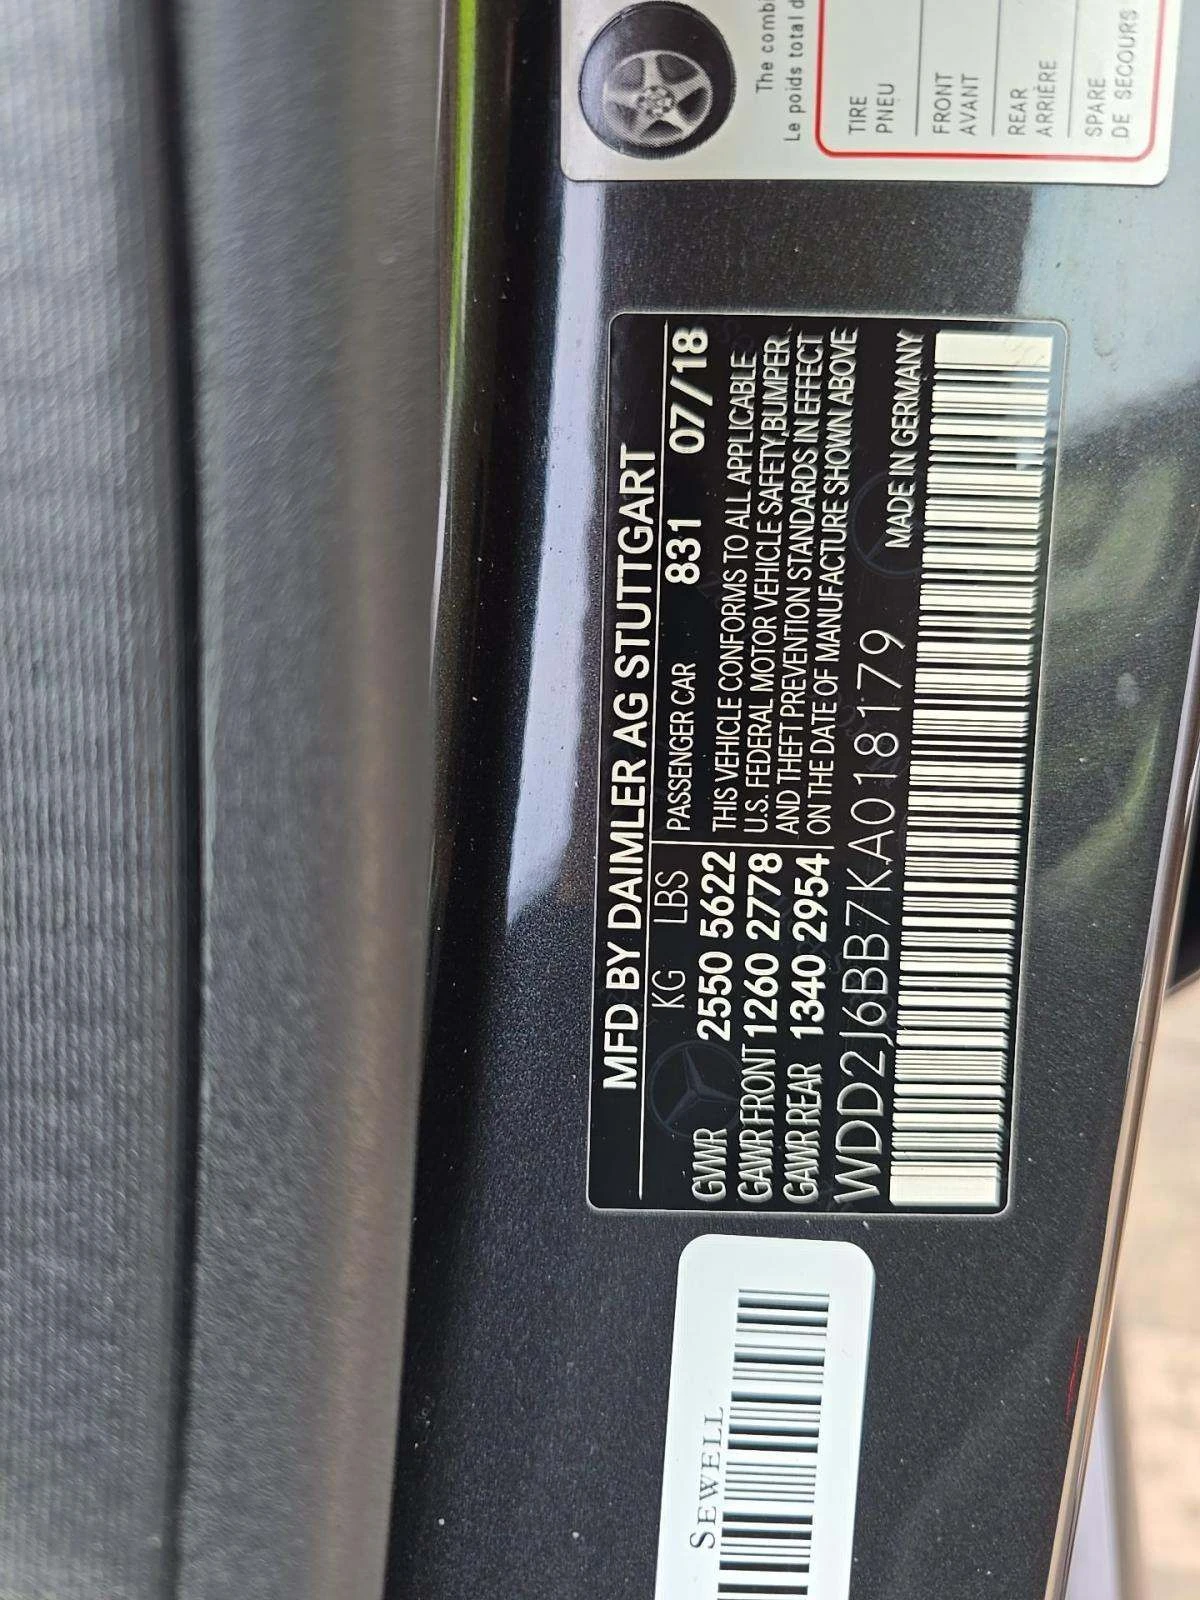 MFD BY DAIMLER AG STUTTGART
KG LBS PASSENGER CAR 831 07/18
GVWR 2550 5622 THIS VEHICLE CONFORMS TO ALL APPLICABLE
GAWR FRONT 1260 2778 U.S. FEDERAL MOTOR VEHICLE SAFETY,BUMPER,
GAWR REAR 1340 2954 AND THEFT PREVENTION STANDARDS IN EFFECT
ON THE DATE OF MANUFACTURE SHOWN ABOVE
WDD2J6BB7KA018179 MADE IN GERMANY
SEWELL
The combi
Le poids total d
TIRE
PNEU
FRONT
AVANT
REAR
ARRIÈRE
SPARE
DE SECOURS